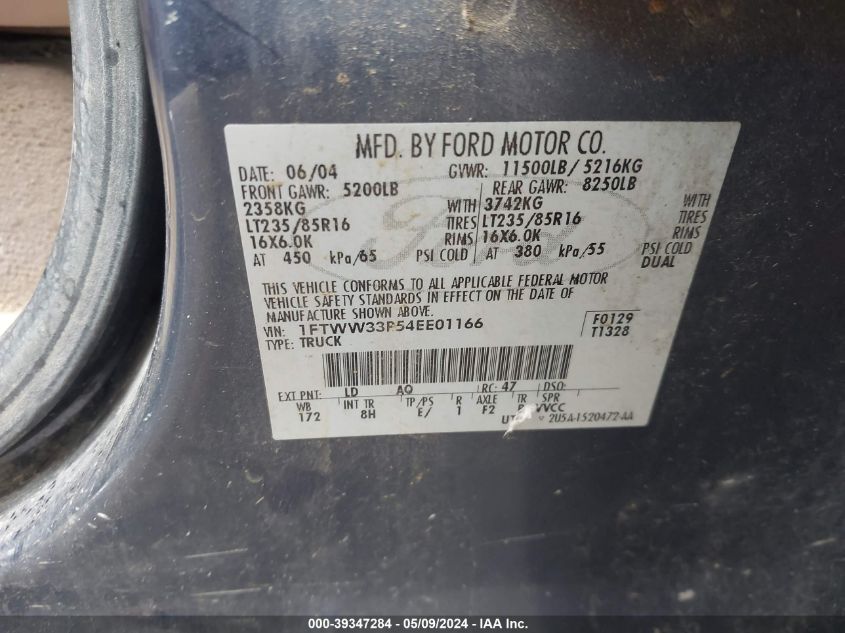 MFD. BY FORD MOTOR CO.
DATE: 06/04 GVWR: 11500LB/ 5216KG
FRONT GAWR: 5200LB REAR GAWR: 8250LB
2358KG WITH 3742KG WITH
LT235/85R16 TIRES LT235/85R16 TIRES
16X6.0K RIMS 16X6.0K RIMS
AT 450 kPa/65 PSI COLD AT 380 kPa/55 PSI COLD
DUAL
THIS VEHICLE CONFORMS TO ALL APPLICABLE FEDERAL MOTOR
VEHICLE SAFETY STANDARDS IN EFFECT ON THE DATE OF
MANUFACTURE SHOWN ABOVE.
VIN: 1FTWW33P54EE01166 F0129
TYPE: TRUCK T1328
EXT PNT: LD AQ RC: 47 DSO:
WB INT TR TP/PS R AXLE TR SPR
172 8H E/ 1 F2 VVCC
2U5A-1520472-AA
000-39347284 - 05/09/2024 - IAAI.com